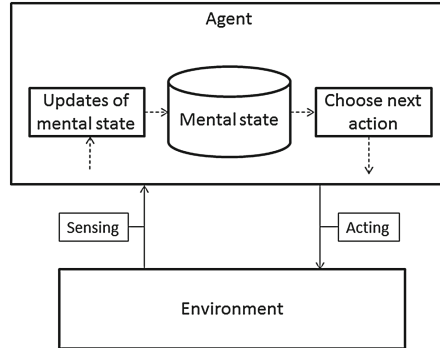 Agent
Updates of
mental state
Mental state
Choose next
action
Sensing
Acting
Environment